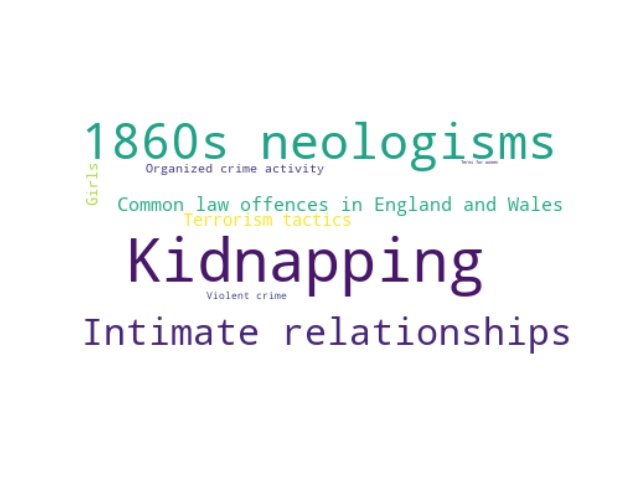 1860s neologisms
Terms for women
Organized crime activity
Girls
Common law offences in England and Wales
Terrorism tactics
Kidnapping
Violent crime
Intimate relationships